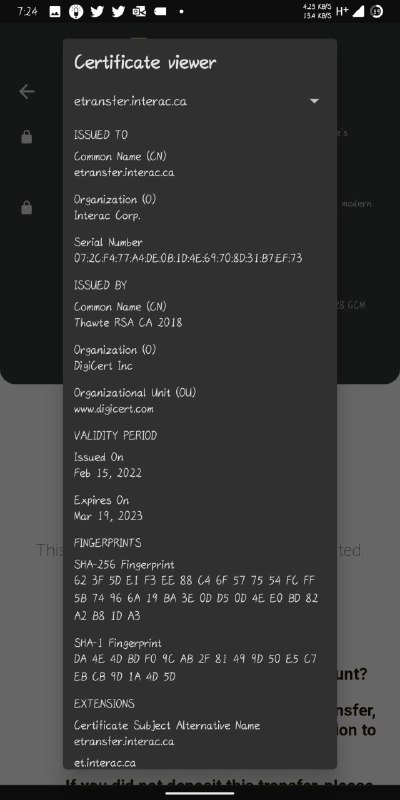 7:24
4.23 KB/S
13.4 KB/S
H+
Certificate viewer
etransfer.interac.ca
ISSUED TO
Common Name (CN)
etransfer.interac.ca
Organization (O)
Interac Corp.
Serial Number
07:2C:F4:77:A4:DE:0B:1D:4E:69:70:8D:31:B7:EF:73
ISSUED BY
Common Name (CN)
Thawte RSA CA 2018
Organization (O)
DigiCert Inc
Organizational Unit (OU)
www.digicert.com
VALIDITY PERIOD
Issued On
Feb 15, 2022
Expires On
Mar 19, 2023
FINGERPRINTS
SHA-256 Fingerprint
62 3F 5D E1 F3 EE 88 C4 6F 57 75 54 FC FF
5B 74 96 6A 19 BA 3E 0D D5 0D 4E E0 BD 82
A2 B8 1D A3
SHA-1 Fingerprint
DA 4E 4D BD F0 9C AB 2F 81 49 9D 50 E5 C7
EB CB 9D 1A 4D 5D
EXTENSIONS
Certificate Subject Alternative Name
etransfer.interac.ca
et.interac.ca
modern
GCM
This
ted.
unt?
nsfer,
ion to
If you did not deposit this transfer, please